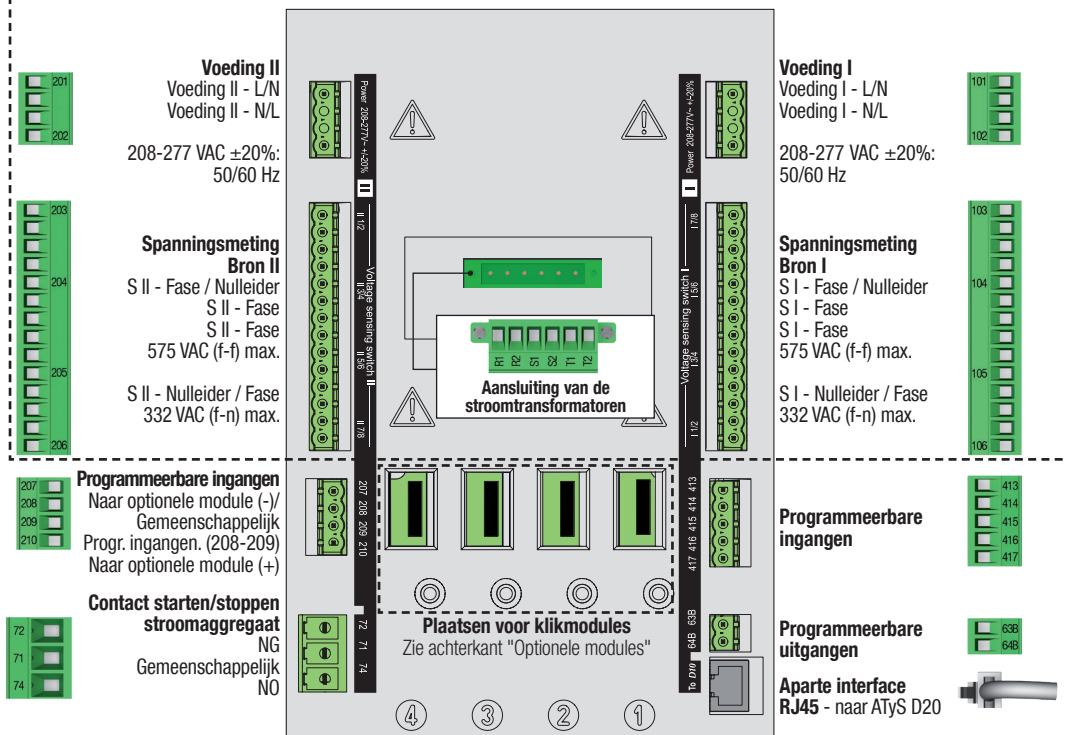 201
202
Voeding II
Voeding II - L/N
Voeding II - N/L
208-277 VAC ±20%:
50/60 Hz
203
204
205
206
Spanningsmeting
Bron II
S II - Fase / Nulleider
S II - Fase
S II - Fase
575 VAC (f-f) max.
S II - Nulleider / Fase
332 VAC (f-n) max.
207
208
209
210
Programmeerbare ingangen
Naar optionele module (-)/
Gemeenschappelijk
Progr. ingangen. (208-209)
Naar optionele module (+)
72
71
74
Contact starten/stoppen
stroomaggregaat
NG
Gemeenschappelijk
NO
Power 208-277V~ +/-20%
II
II 1/2
II 3/4
II 5/6
II 7/8
Voltage sensing switch II
207
208
209
210
72
71
74
R1
R2
S1
S2
T1
T2
Aansluiting van de
stroomtransformatoren
Plaatsen voor klikmodules
Zie achterkant "Optionele modules"
4
3
2
1
Power 208-277V~ +/-20%
I
I 7/8
I 5/6
I 3/4
I 1/2
Voltage sensing switch I
417 416 415 414 413
64B 63B
To D10
Voeding I
Voeding I - L/N
Voeding I - N/L
208-277 VAC ±20%:
50/60 Hz
101
102
Spanningsmeting
Bron I
S I - Fase / Nulleider
S I - Fase
S I - Fase
575 VAC (f-f) max.
S I - Nulleider / Fase
332 VAC (f-n) max.
103
104
105
106
Programmeerbare
ingangen
413
414
415
416
417
Programmeerbare
uitgangen
63B
64B
Aparte interface
RJ45 - naar ATyS D20